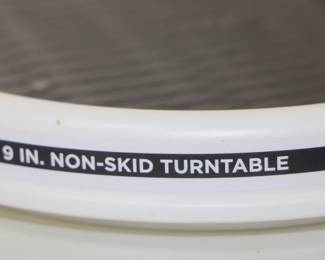 9 IN. NON-SKID TURNTABLE